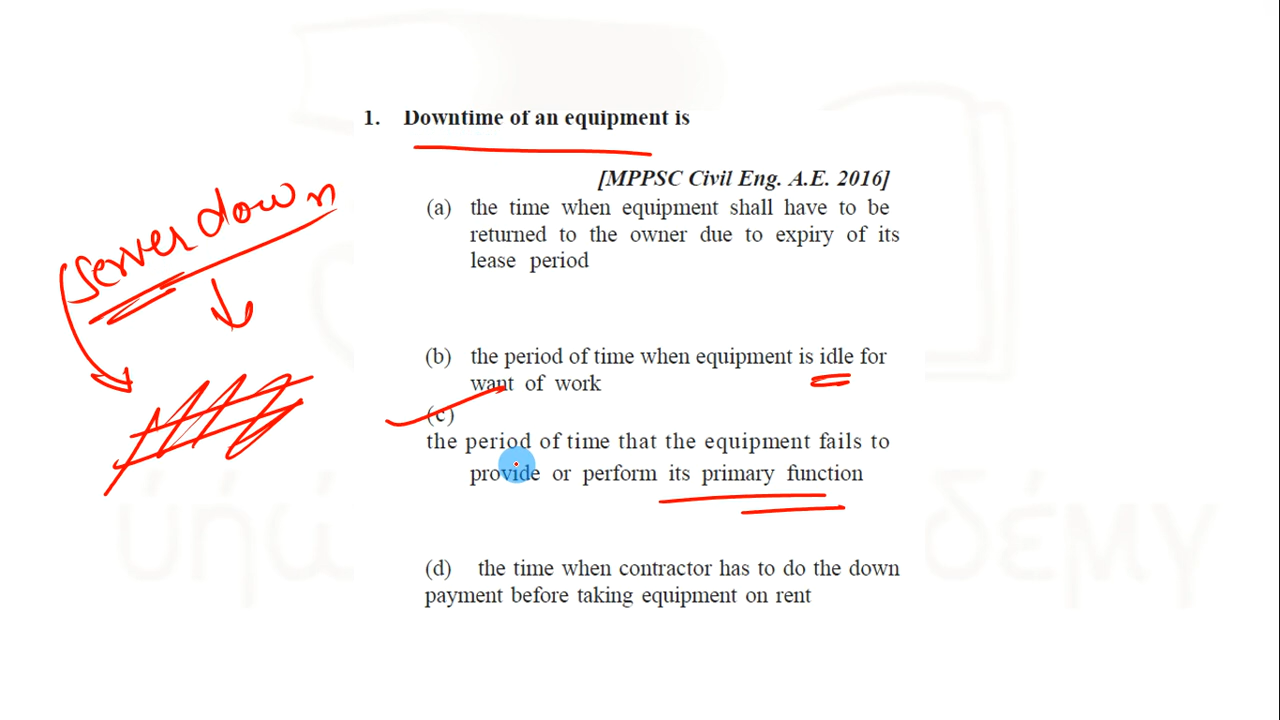 1. Downtime of an equipment is
[MPPSC Civil Eng. A.E. 2016]
(a) the time when equipment shall have to be
returned to the owner due to expiry of its
lease period
server down
(b) the period of time when equipment is idle for
want of work
(c)
the period of time that the equipment fails to
provide or perform its primary function
(d) the time when contractor has to do the down
payment before taking equipment on rent